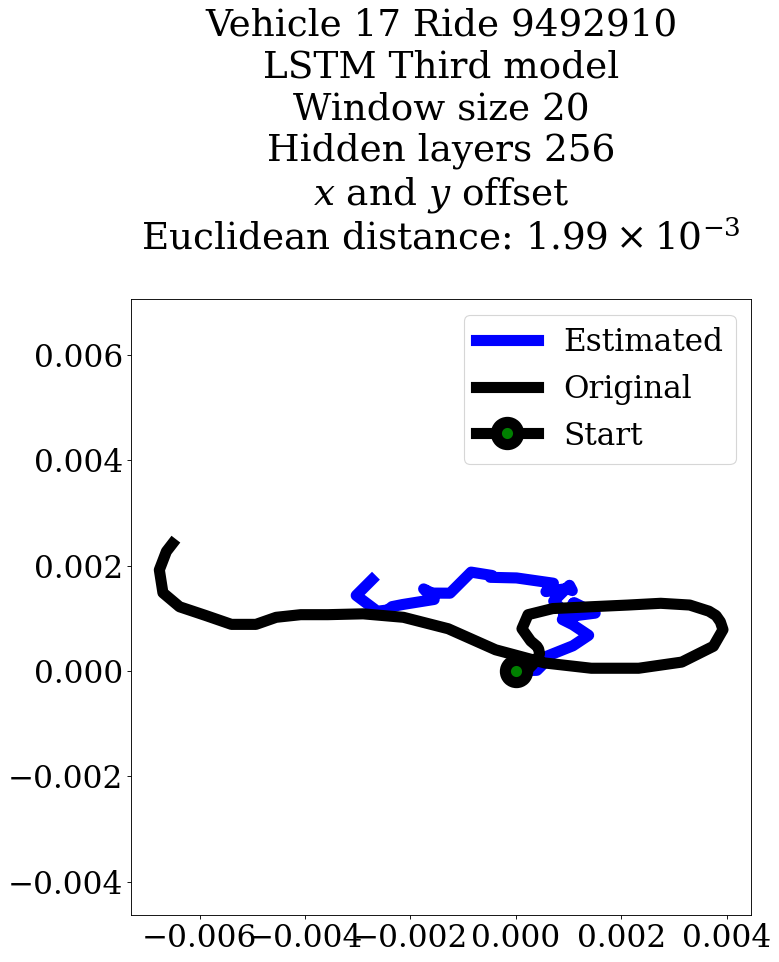 Vehicle 17 Ride 9492910
LSTM Third model
Window size 20
Hidden layers 256
x and y offset
Euclidean distance: 1.99 × 10⁻³
Estimated
Original
Start
0.006
0.004
0.002
0.000
−0.002
−0.004
−0.006 −0.004 −0.002 0.000 0.002 0.004